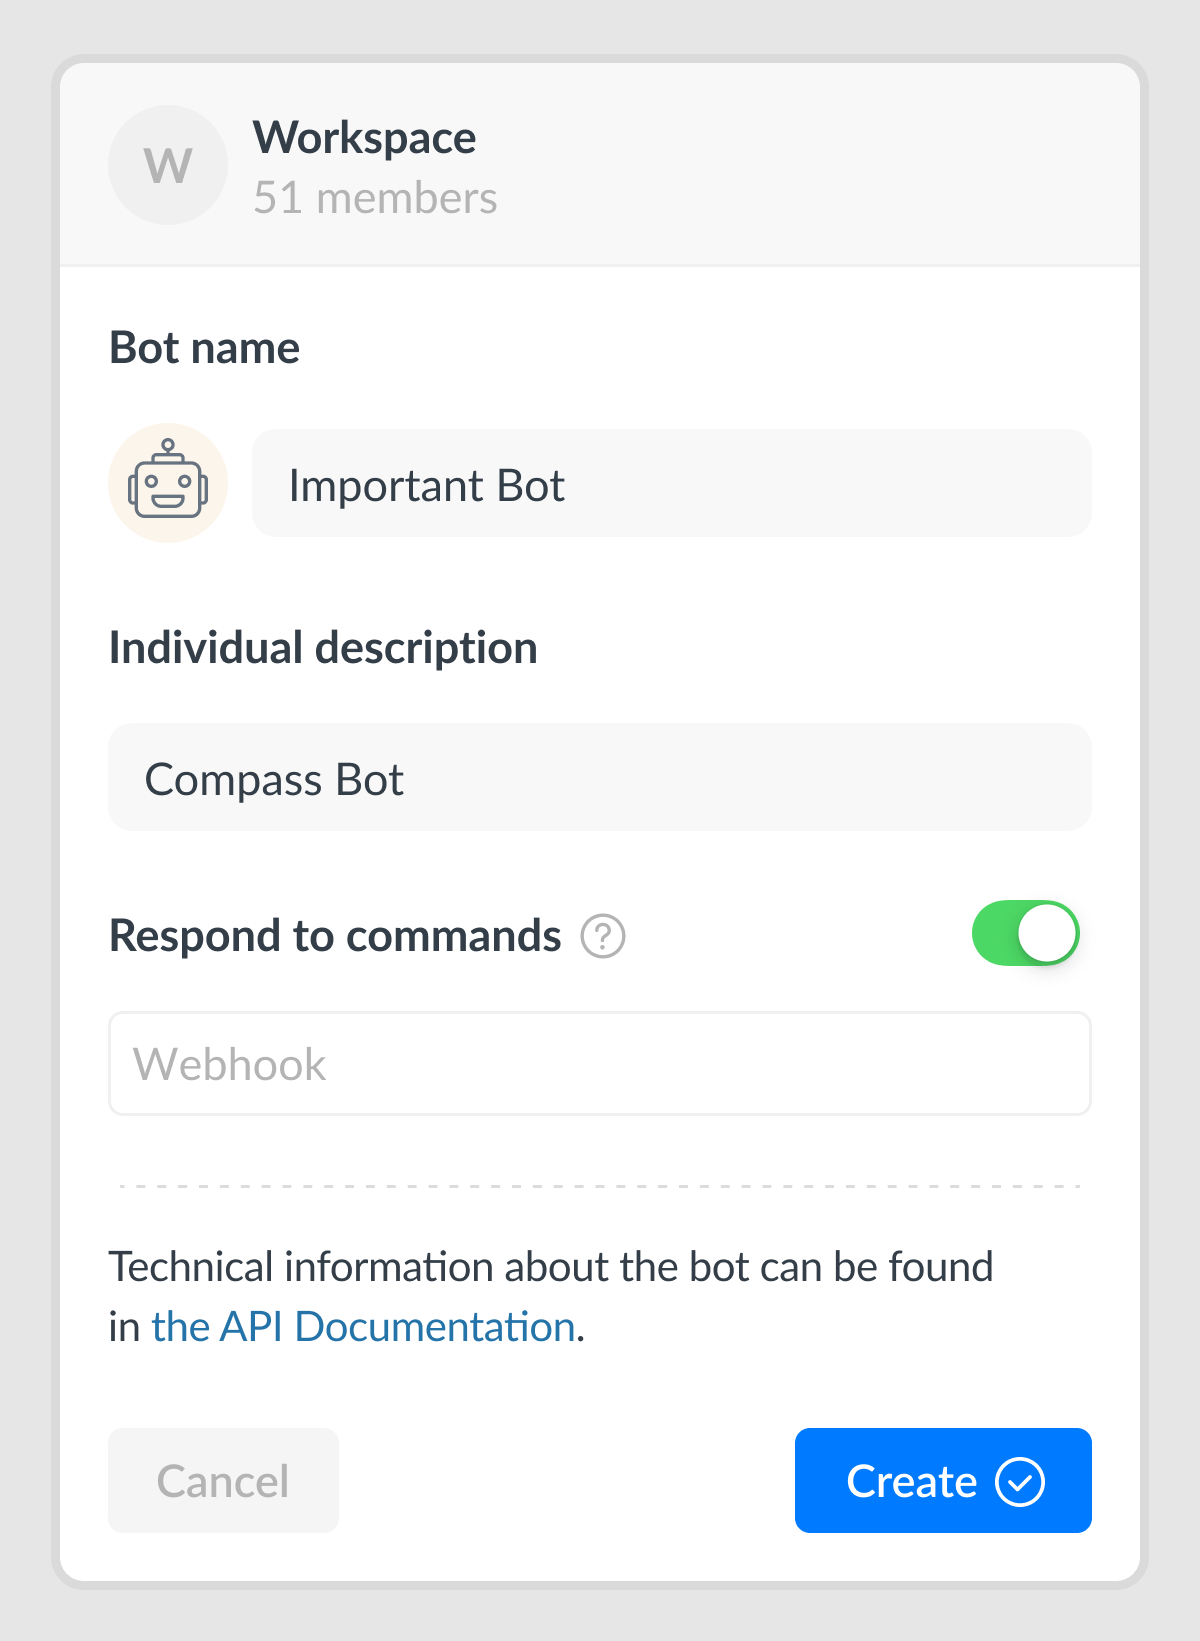 W
Workspace
51 members
Bot name
Important Bot
Individual description
Compass Bot
Respond to commands ?
Webhook
Technical information about the bot can be found
in the API Documentation.
Cancel
Create